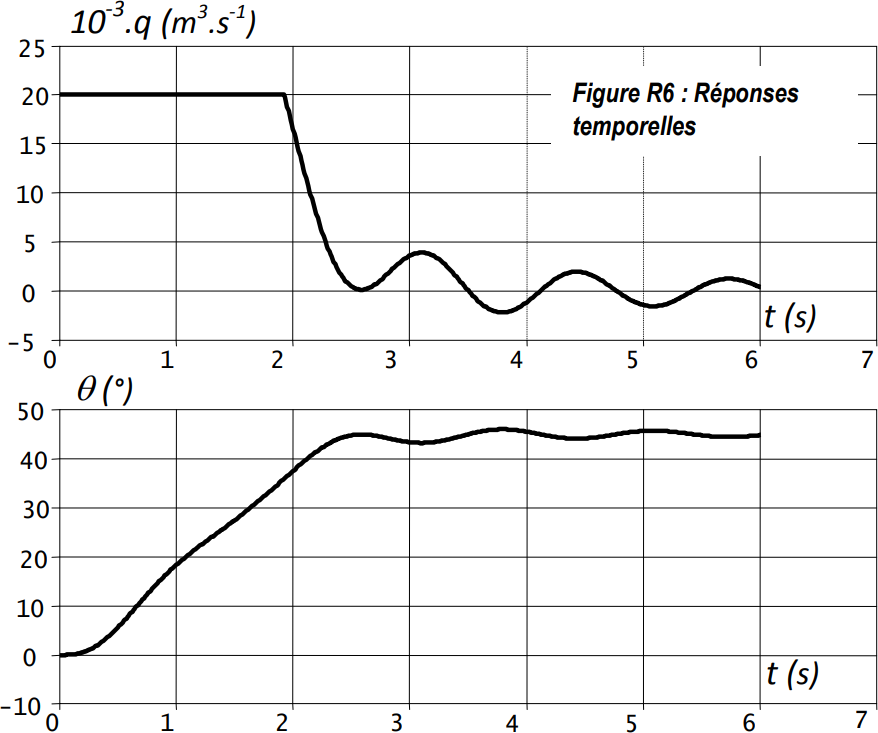 10⁻³.q (m³.s⁻¹)
25
20
15
10
5
0
-5
Figure R6 : Réponses
temporelles
t (s)
0 1 2 3 4 5 6 7
θ (°)
50
40
30
20
10
0
-10
t (s)
0 1 2 3 4 5 6 7